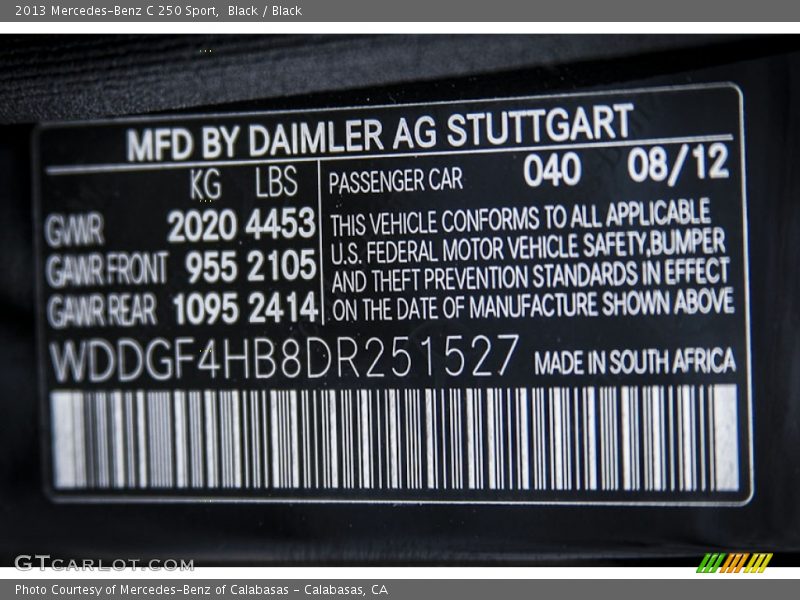 2013 Mercedes-Benz C 250 Sport, Black / Black
MFD BY DAIMLER AG STUTTGART
KG LBS
GWR 2020 4453
GAWR FRONT 955 2105
GAWR REAR 1095 2414
PASSENGER CAR 040 08/12
THIS VEHICLE CONFORMS TO ALL APPLICABLE
U.S. FEDERAL MOTOR VEHICLE SAFETY,BUMPER
AND THEFT PREVENTION STANDARDS IN EFFECT
ON THE DATE OF MANUFACTURE SHOWN ABOVE
WDDGF4HB8DR251527 MADE IN SOUTH AFRICA
GTCARLOT.COM
Photo Courtesy of Mercedes-Benz of Calabasas - Calabasas, CA